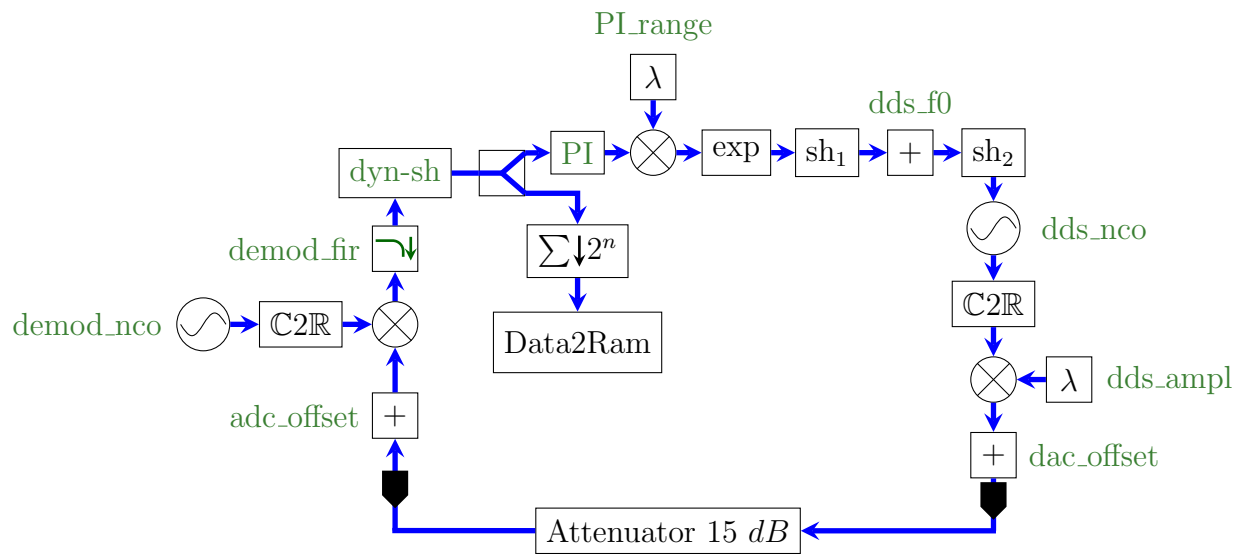 PI_range
λ
dds_f0
PI
exp
sh₁
+
sh₂
dyn-sh
demod_fir
∑↓2ⁿ
dds_nco
demod_nco
ℂ2ℝ
Data2Ram
ℂ2ℝ
λ
dds_ampl
adc_offset
+
+
dac_offset
Attenuator 15 dB